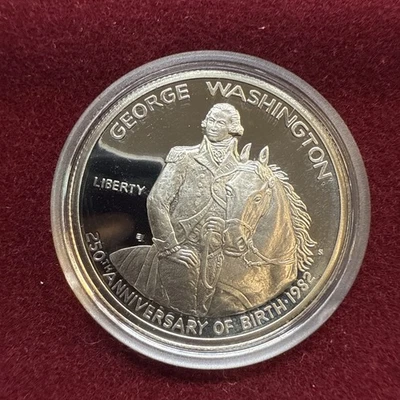 GEORGE WASHINGTON
LIBERTY
S
250TH ANNIVERSARY OF BIRTH·1982